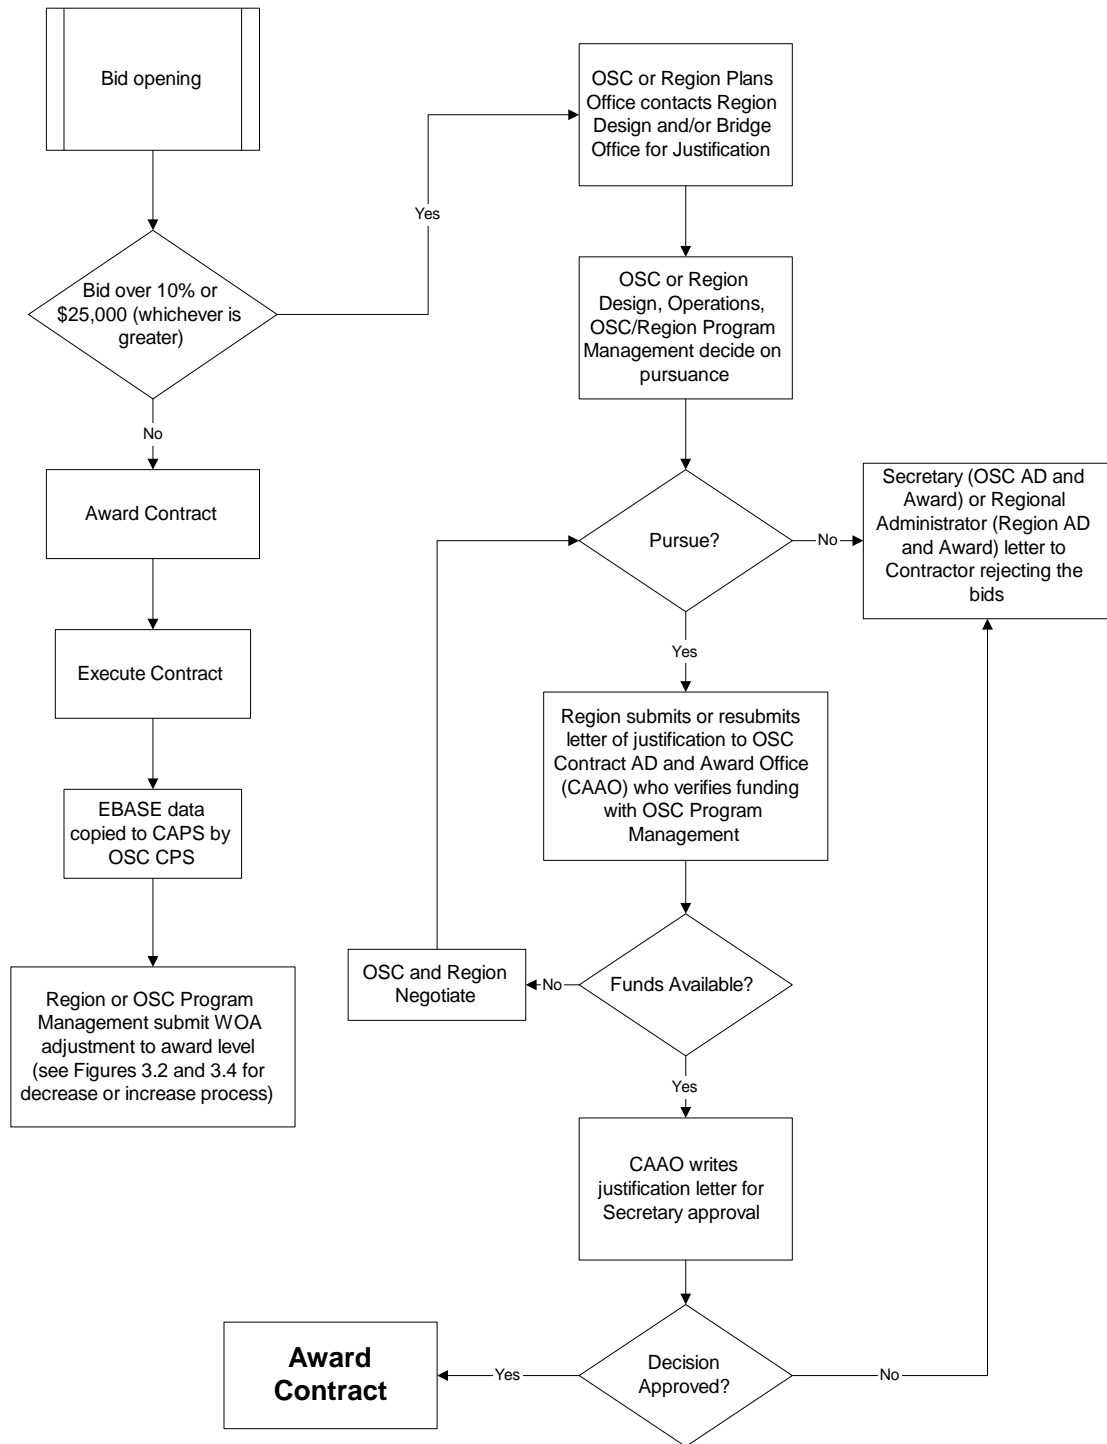 Bid opening
Bid over 10% or
$25,000 (whichever is
greater)
No
Award Contract
Execute Contract
EBASE data
copied to CAPS by
OSC CPS
Region or OSC Program
Management submit WOA
adjustment to award level
(see Figures 3.2 and 3.4 for
decrease or increase process)
Yes
OSC or Region Plans
Office contacts Region
Design and/or Bridge
Office for Justification
OSC or Region
Design, Operations,
OSC/Region Program
Management decide on
pursuance
Pursue?
No
Secretary (OSC AD and
Award) or Regional
Administrator (Region AD
and Award) letter to
Contractor rejecting the
bids
Yes
Region submits or resubmits
letter of justification to OSC
Contract AD and Award Office
(CAAO) who verifies funding
with OSC Program
Management
Funds Available?
No
OSC and Region
Negotiate
Yes
CAAO writes
justification letter for
Secretary approval
Decision
Approved?
No
Yes
Award
Contract